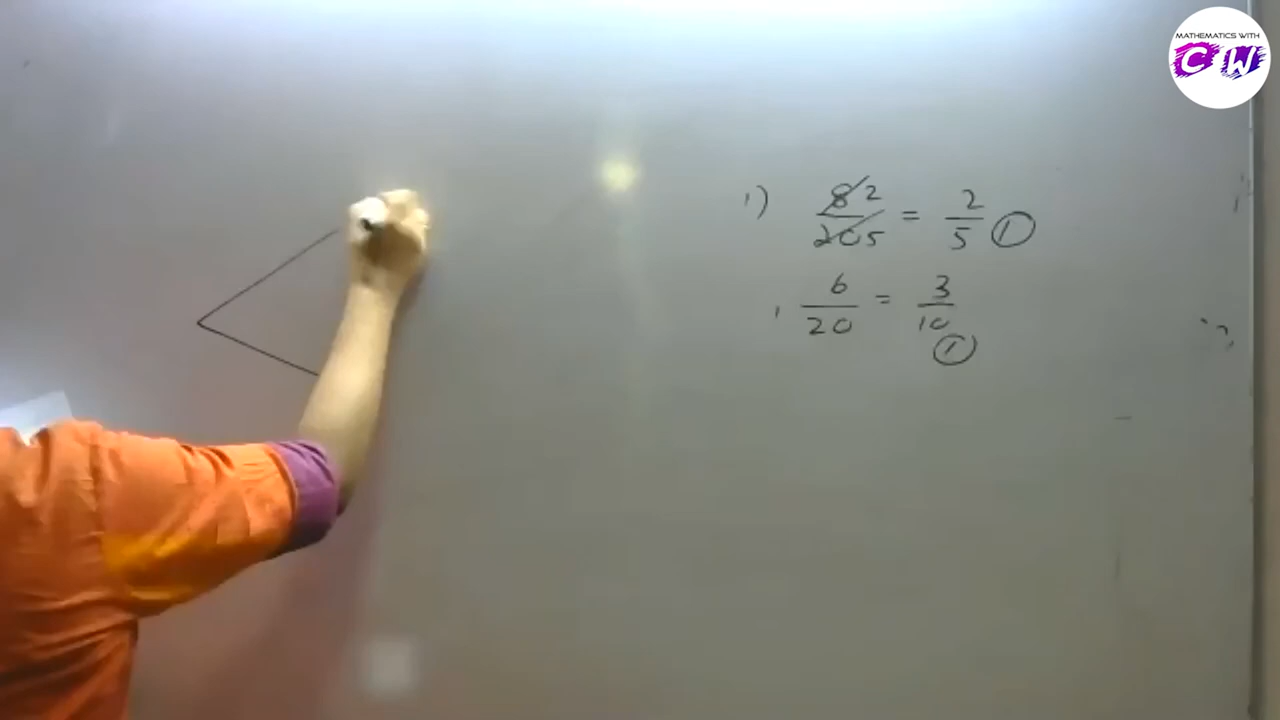 MATHEMATICS WITH
CW
1) 8 2 / 20 5 = 2/5 ①
6/20 = 3/10
①